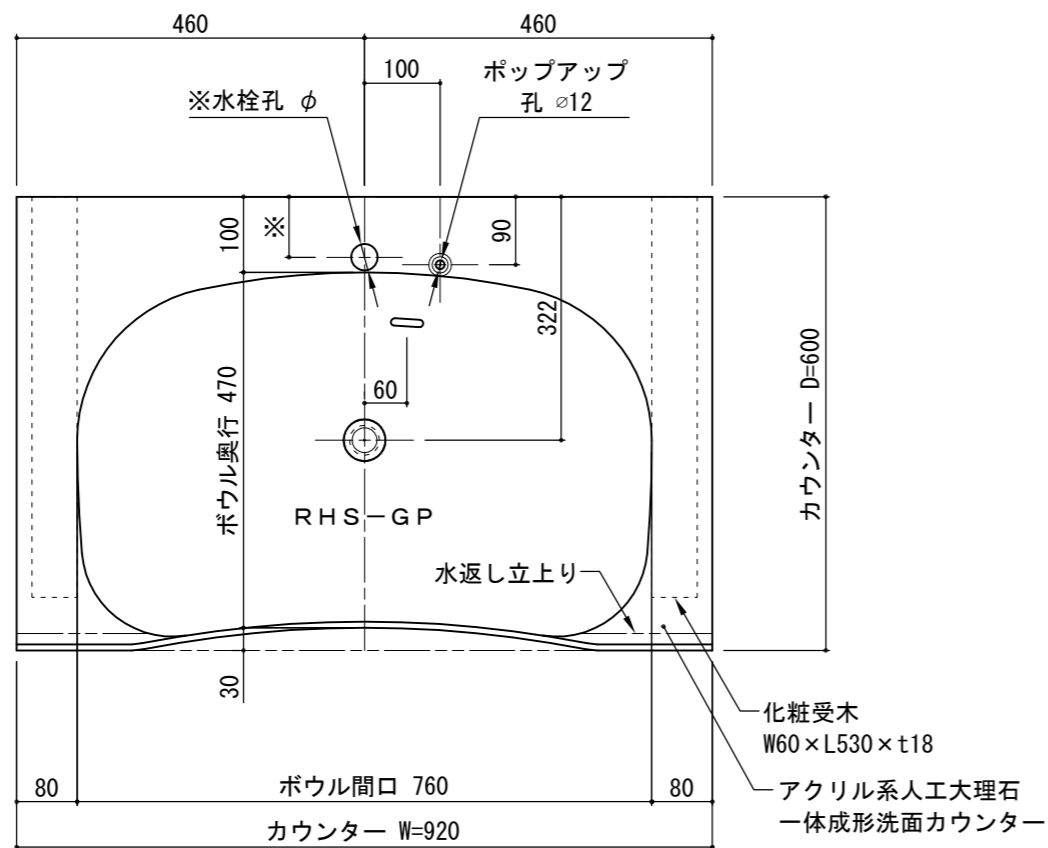 460
460
100
ポップアップ
孔 ⌀12
※水栓孔 φ
100
※
90
322
カウンター D=600
60
ボウル奥行 470
RHS-GP
水返し立上り
30
化粧受木
W60×L530×t18
80
ボウル間口 760
80
アクリル系人工大理石
一体成形洗面カウンター
カウンター W=920